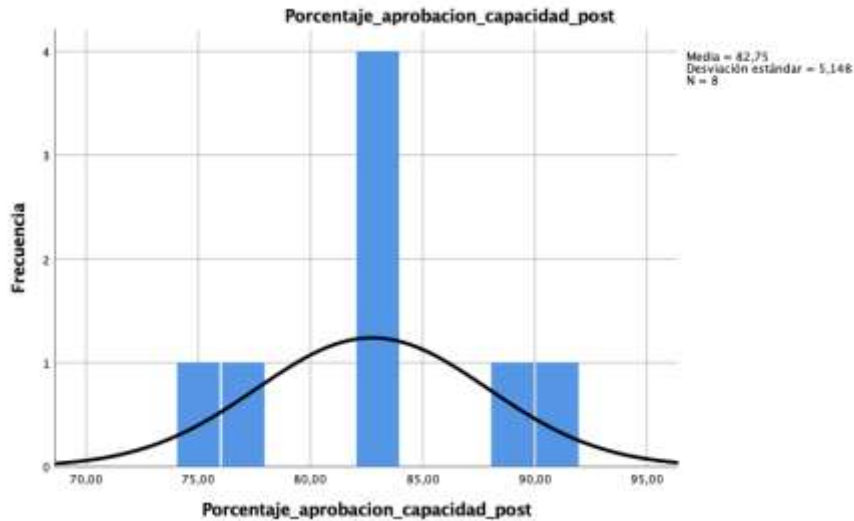 Porcentaje_aprobacion_capacidad_post
Media = 82,75
Desviación estándar = 5,148
N = 8
4
3
2
1
0
Frecuencia
70,00 75,00 80,00 85,00 90,00 95,00
Porcentaje_aprobacion_capacidad_post